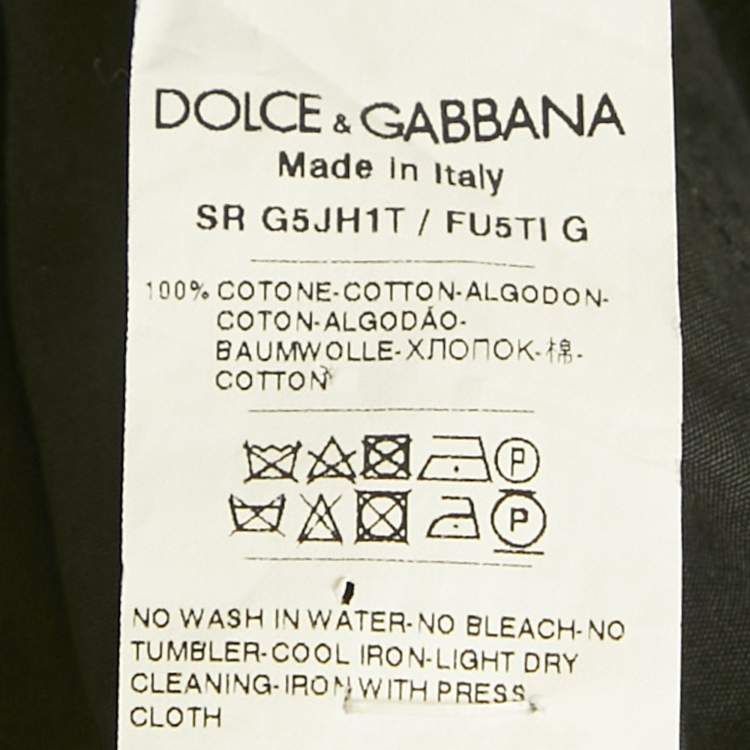 DOLCE & GABBANA
Made in Italy
SR G5JH1T / FU5TI G
100% COTONE-COTTON-ALGODON-
COTON-ALGODÃO-
BAUMWOLLE-ХЛОПОК-棉-
COTTON
P
P
NO WASH IN WATER-NO BLEACH-NO
TUMBLER-COOL IRON-LIGHT DRY
CLEANING-IRON WITH PRESS
CLOTH